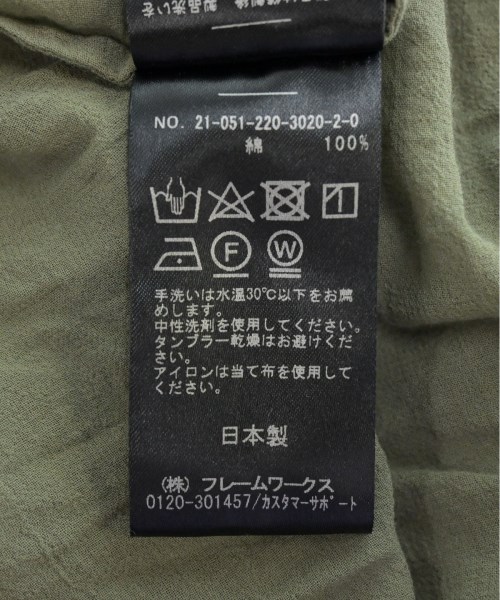 製品洗いを
NO. 21-051-220-3020-2-0
綿 100%
手洗いは水温30℃以下をお薦
めします。
中性洗剤を使用してください。
タンブラー乾燥はお避けくだ
さい。
アイロンは当て布を使用して
ください。
日本製
(株) フレームワークス
0120-301457/カスタマーサポート